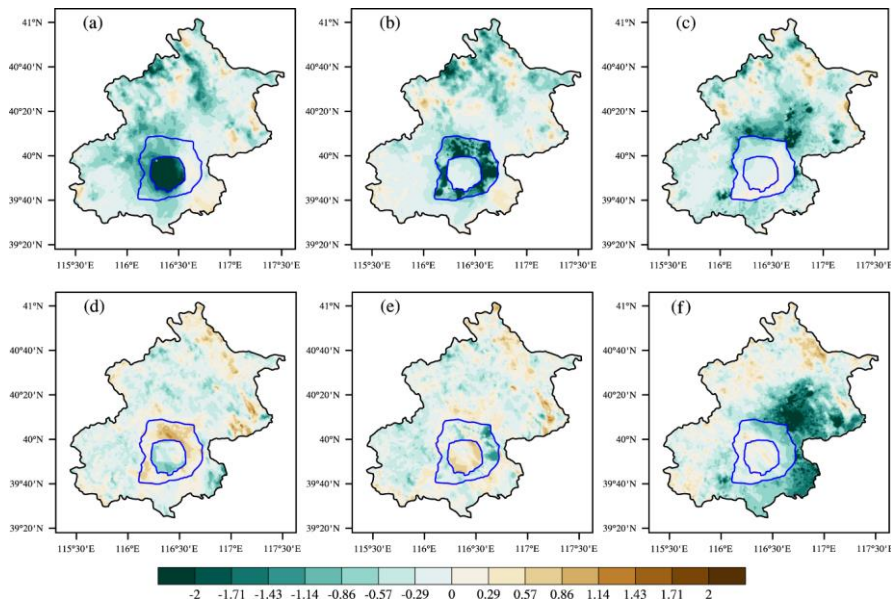 (a) (b) (c)
41°N 41°N 41°N
40°40'N 40°40'N 40°40'N
40°20'N 40°20'N 40°20'N
40°N 40°N 40°N
39°40'N 39°40'N 39°40'N
39°20'N 39°20'N 39°20'N
115°30'E 116°E 116°30'E 117°E 117°30'E 115°30'E 116°E 116°30'E 117°E 117°30'E 115°30'E 116°E 116°30'E 117°E 117°30'E
(d) (e) (f)
41°N 41°N 41°N
40°40'N 40°40'N 40°40'N
40°20'N 40°20'N 40°20'N
40°N 40°N 40°N
39°40'N 39°40'N 39°40'N
39°20'N 39°20'N 39°20'N
115°30'E 116°E 116°30'E 117°E 117°30'E 115°30'E 116°E 116°30'E 117°E 117°30'E 115°30'E 116°E 116°30'E 117°E 117°30'E
-2 -1.71 -1.43 -1.14 -0.86 -0.57 -0.29 0 0.29 0.57 0.86 1.14 1.43 1.71 2